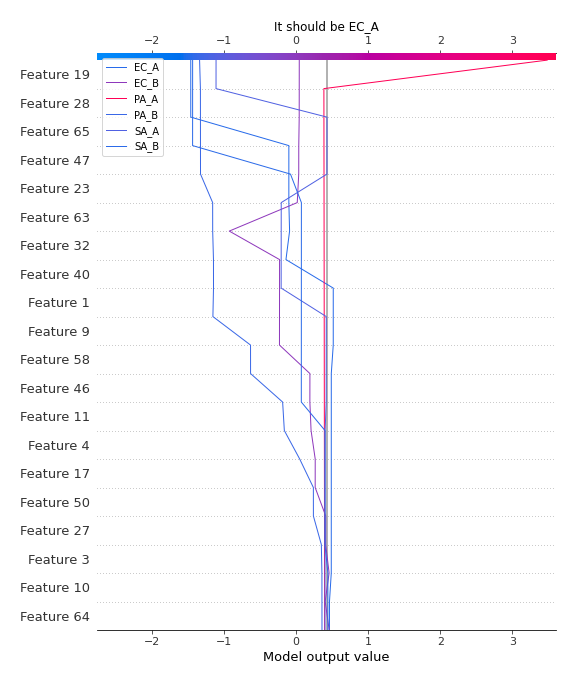 It should be EC_A
−2 −1 0 1 2 3
EC_A
EC_B
PA_A
PA_B
SA_A
SA_B
Feature 19
Feature 28
Feature 65
Feature 47
Feature 23
Feature 63
Feature 32
Feature 40
Feature 1
Feature 9
Feature 58
Feature 46
Feature 11
Feature 4
Feature 17
Feature 50
Feature 27
Feature 3
Feature 10
Feature 64
−2 −1 0 1 2 3
Model output value